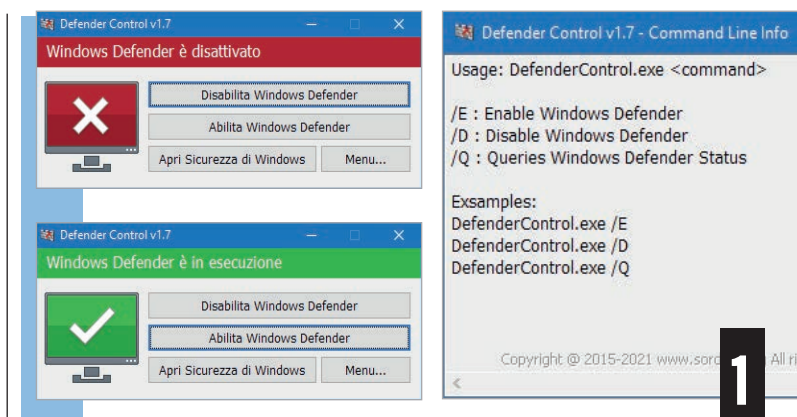 Defender Control v1.7
Windows Defender è disattivato
Disabilita Windows Defender
Abilita Windows Defender
Apri Sicurezza di Windows Menu...
Defender Control v1.7
Windows Defender è in esecuzione
Disabilita Windows Defender
Abilita Windows Defender
Apri Sicurezza di Windows Menu...
Defender Control v1.7 - Command Line Info
Usage: DefenderControl.exe <command>
/E : Enable Windows Defender
/D : Disable Windows Defender
/Q : Queries Windows Defender Status
Exsamples:
DefenderControl.exe /E
DefenderControl.exe /D
DefenderControl.exe /Q
Copyright @ 2015-2021 All
1